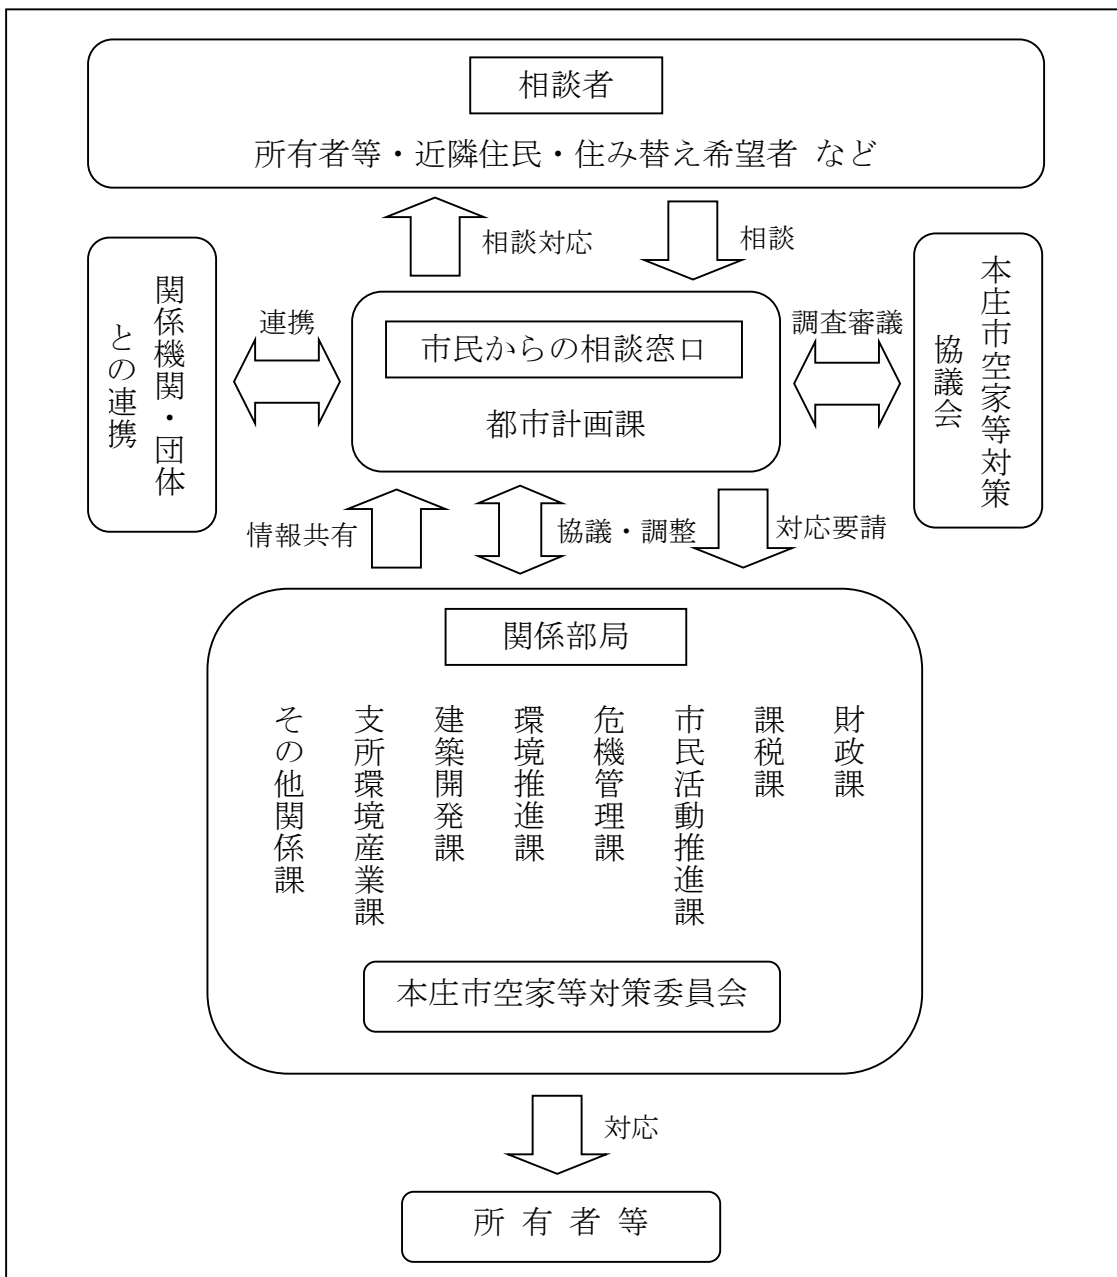 相談者
所有者等・近隣住民・住み替え希望者 など
相談対応
相談
関係機関・団体
との連携
連携
市民からの相談窓口
都市計画課
調査審議
本庄市空家等対策
協議会
情報共有
協議・調整
対応要請
関係部局
財政課
課税課
市民活動推進課
危機管理課
環境推進課
建築開発課
支所環境産業課
その他関係課
本庄市空家等対策委員会
対応
所 有 者 等